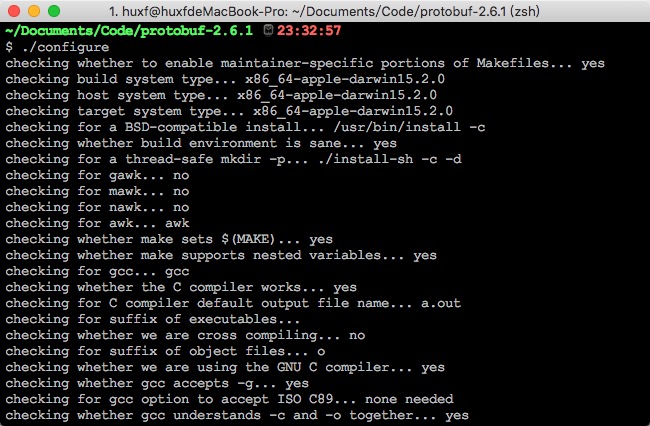 1. huxf@huxfdeMacBook-Pro: ~/Documents/Code/protobuf-2.6.1 (zsh)
~/Documents/Code/protobuf-2.6.1 23:32:57
$ ./configure
checking whether to enable maintainer-specific portions of Makefiles... yes
checking build system type... x86_64-apple-darwin15.2.0
checking host system type... x86_64-apple-darwin15.2.0
checking target system type... x86_64-apple-darwin15.2.0
checking for a BSD-compatible install... /usr/bin/install -c
checking whether build environment is sane... yes
checking for a thread-safe mkdir -p... ./install-sh -c -d
checking for gawk... no
checking for mawk... no
checking for nawk... no
checking for awk... awk
checking whether make sets $(MAKE)... yes
checking whether make supports nested variables... yes
checking for gcc... gcc
checking whether the C compiler works... yes
checking for C compiler default output file name... a.out
checking for suffix of executables...
checking whether we are cross compiling... no
checking for suffix of object files... o
checking whether we are using the GNU C compiler... yes
checking whether gcc accepts -g... yes
checking for gcc option to accept ISO C89... none needed
checking whether gcc understands -c and -o together... yes